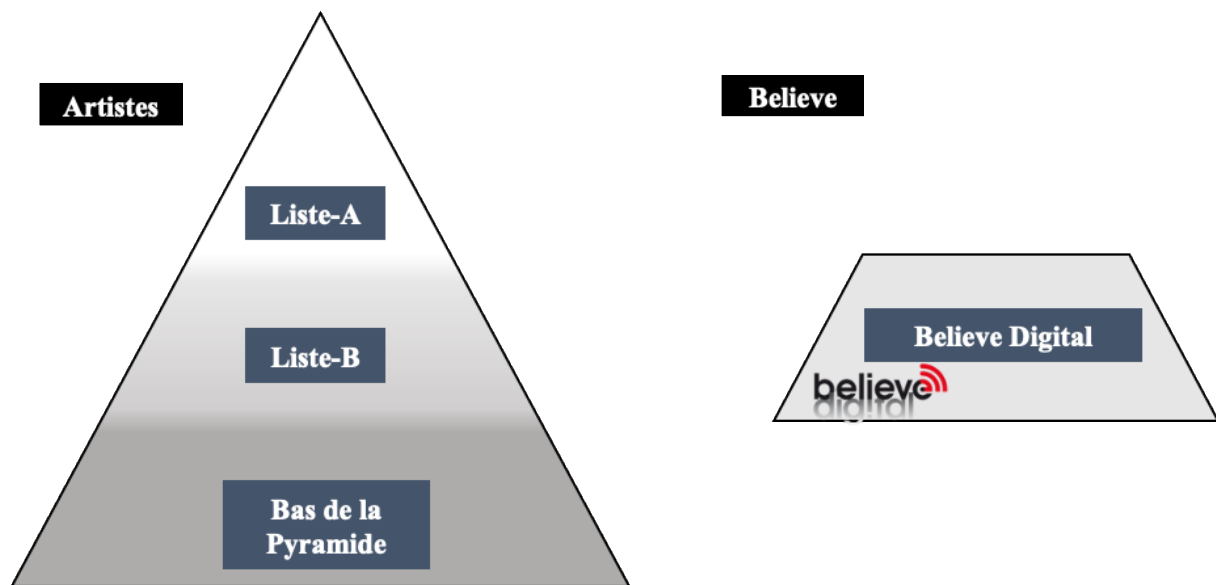 Artistes
Believe
Liste-A
Liste-B
Believe Digital
believe
digital
Bas de la
Pyramide